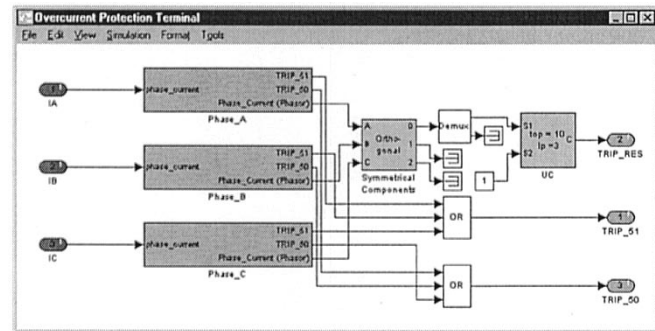 Overcurrent Protection Terminal
File Edit View Simulation Format Tools
1
IA
phase_current
TRIP_51
TRIP_50
Phase_Current (Phasor)
Phase_A
2
IB
phase_current
TRIP_51
TRIP_50
Phase_Current (Phasor)
Phase_B
3
IC
phase_current
TRIP_51
TRIP_50
Phase_Current (Phasor)
Phase_C
A
B
C
Ortho-
gonal
0
1
2
Symmetrical
Components
Demux
1
S1
S2
top = 10
Ip = 3
C
UC
2
TRIP_RES
OR
1
TRIP_51
OR
3
TRIP_50